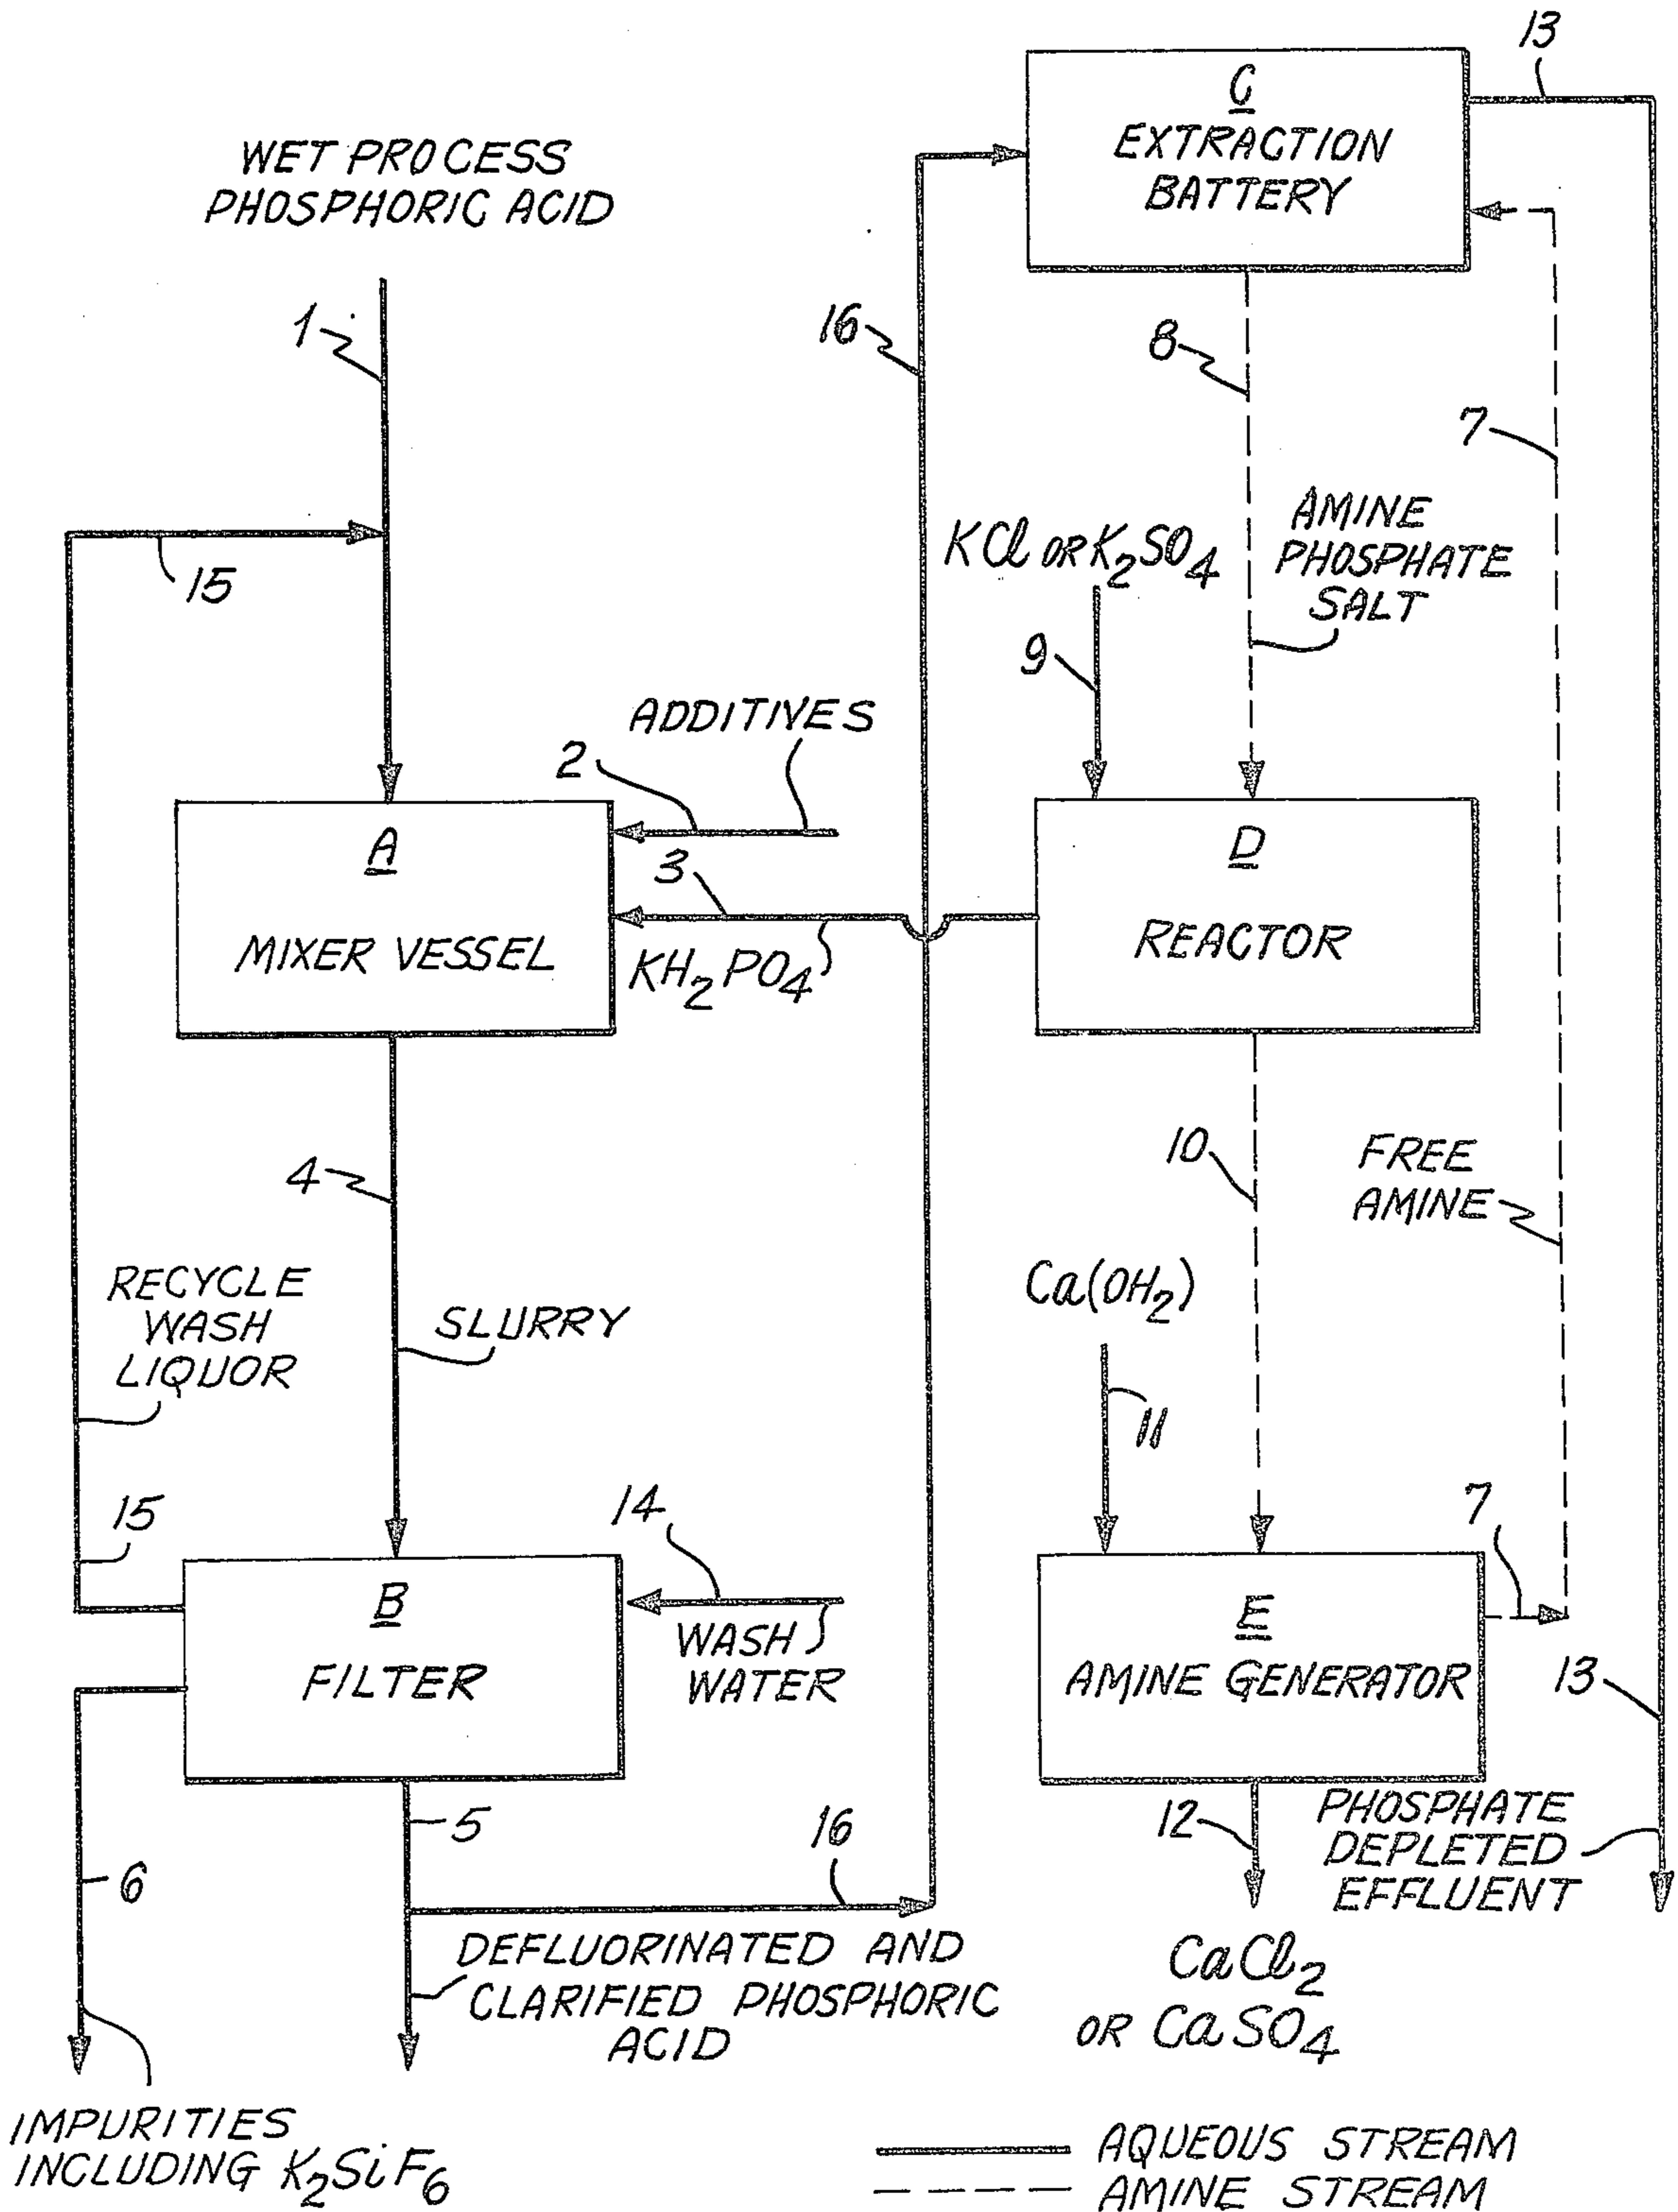 13
C
EXTRACTION
BATTERY
WET PROCESS
PHOSPHORIC ACID
1
16
8
7
15
KCl OR K₂SO₄
AMINE
PHOSPHATE
SALT
9
ADDITIVES
2
A
MIXER VESSEL
3
KH₂PO₄
D
REACTOR
4
10
FREE
AMINE
RECYCLE
WASH
LIQUOR
SLURRY
Ca(OH₂)
11
15
14
7
B
FILTER
WASH
WATER
E
AMINE GENERATOR
13
5
16
12
PHOSPHATE
DEPLETED
EFFLUENT
6
DEFLUORINATED AND
CLARIFIED PHOSPHORIC
ACID
CaCl₂
OR CaSO₄
IMPURITIES
INCLUDING K₂SiF₆
AQUEOUS STREAM
AMINE STREAM